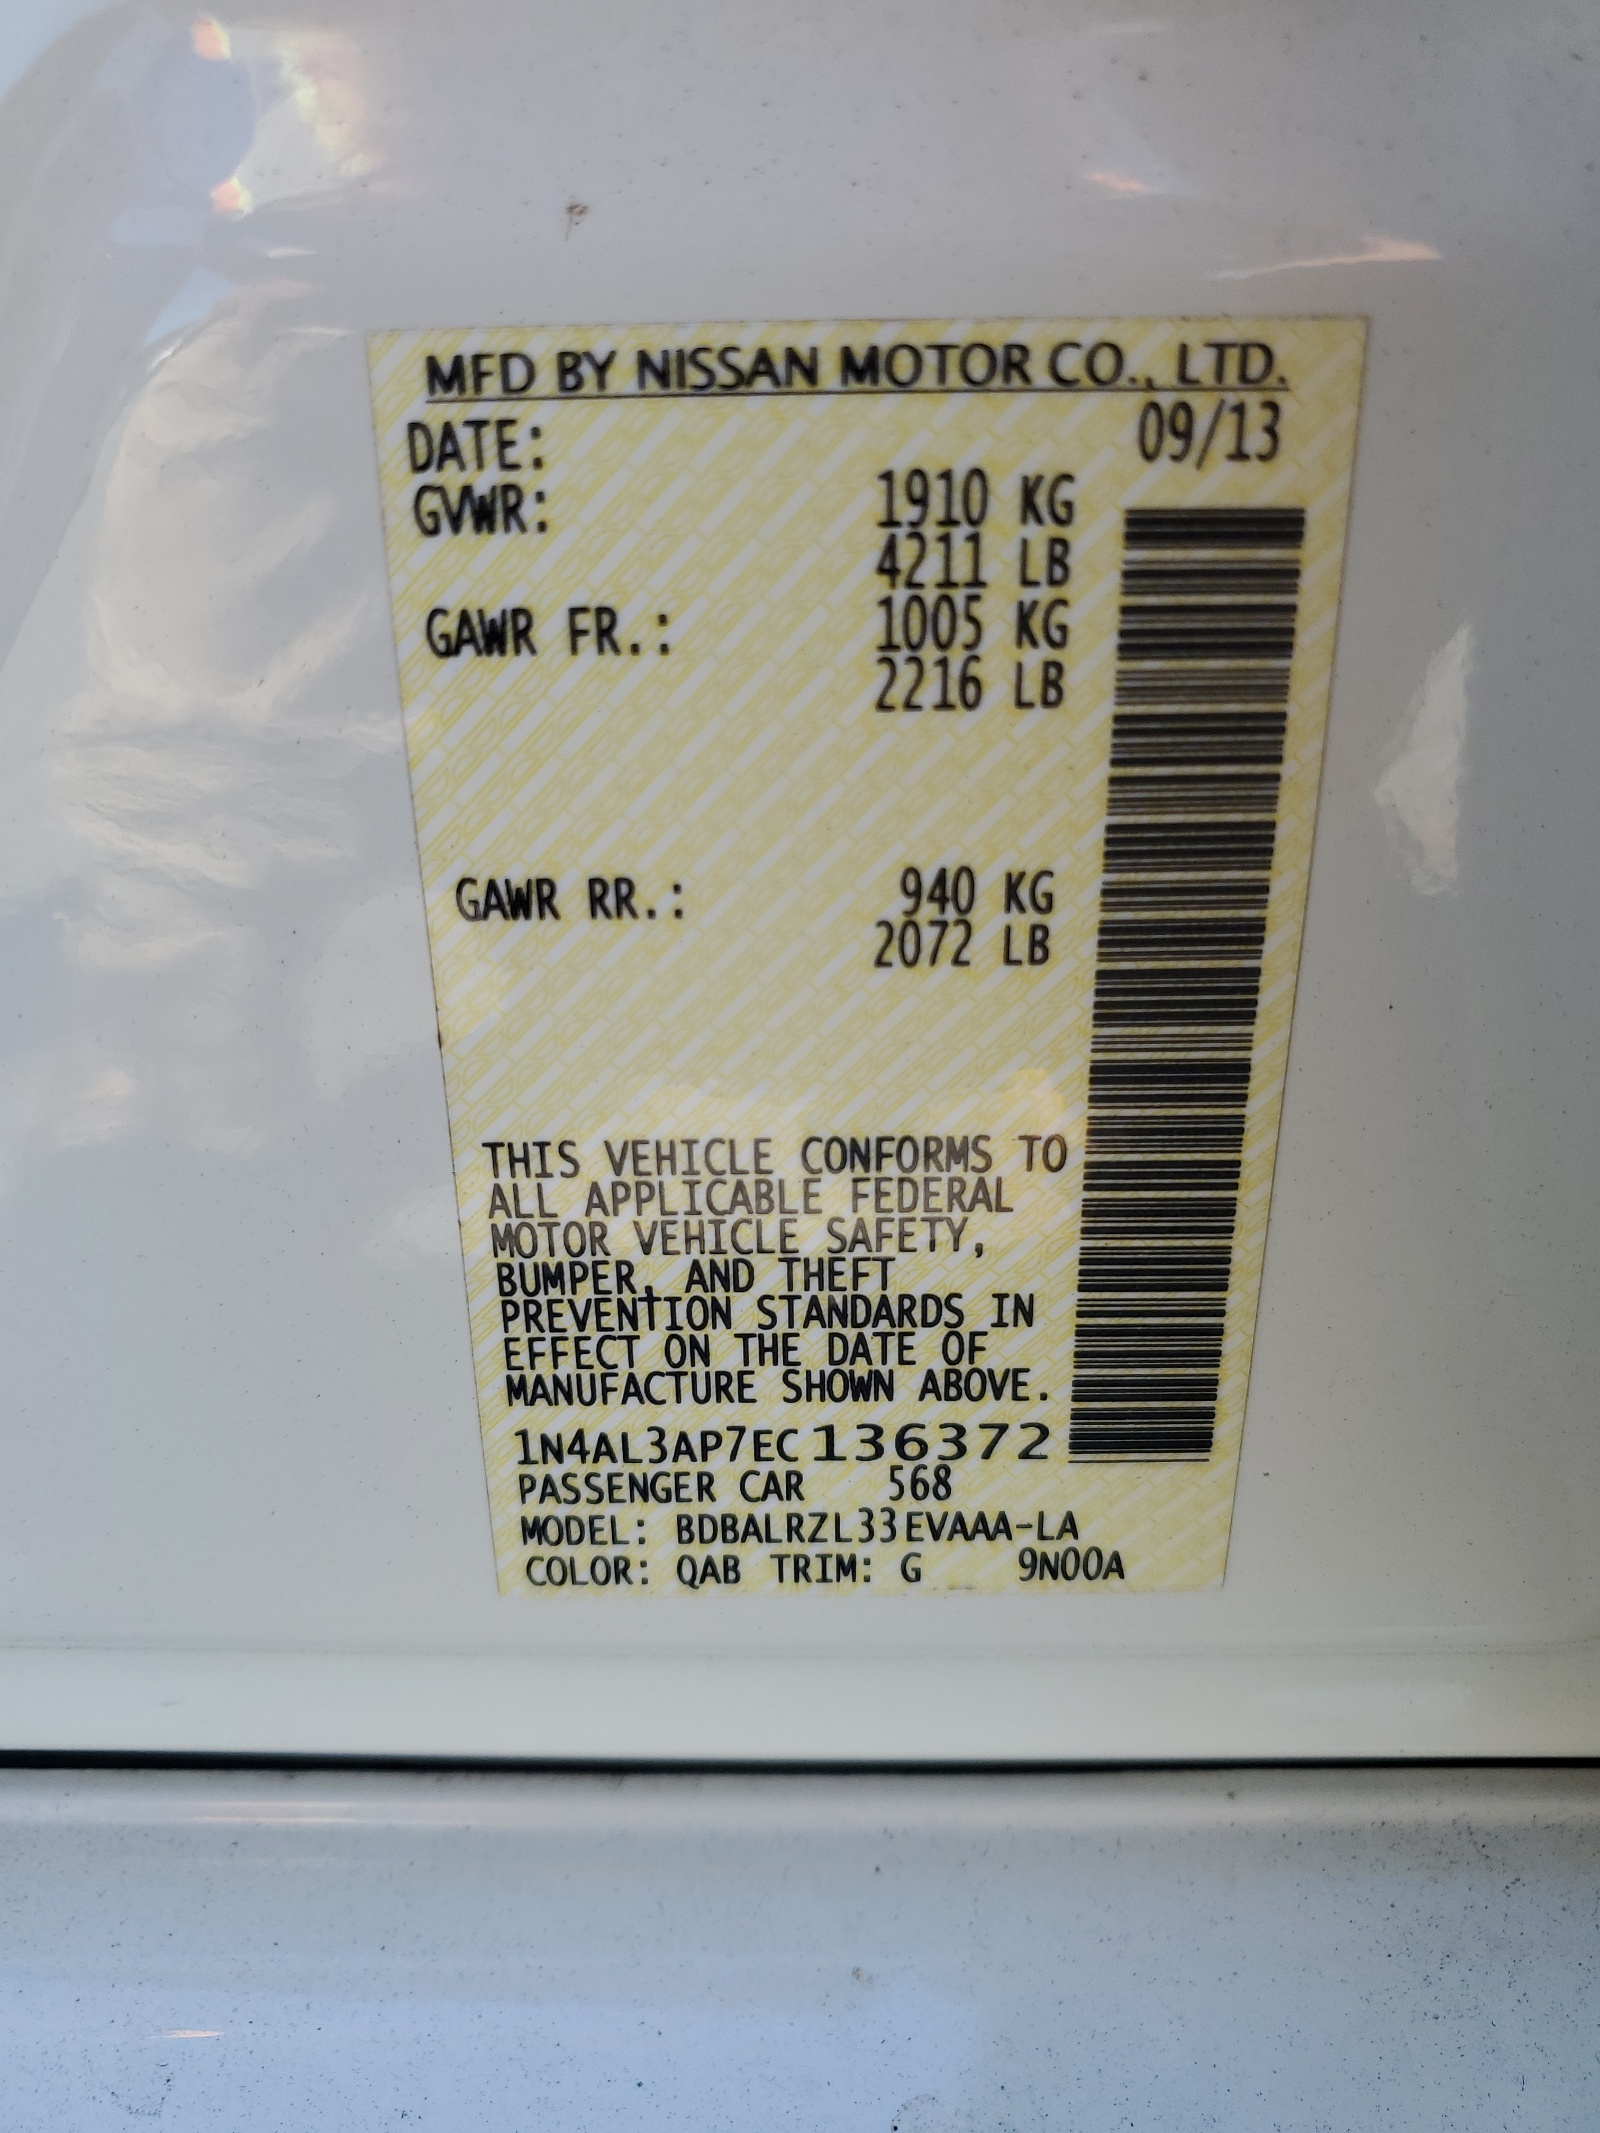 MFD BY NISSAN MOTOR CO., LTD.
DATE: 09/13
GVWR: 1910 KG
4211 LB
GAWR FR.: 1005 KG
2216 LB
GAWR RR.: 940 KG
2072 LB
THIS VEHICLE CONFORMS TO
ALL APPLICABLE FEDERAL
MOTOR VEHICLE SAFETY,
BUMPER, AND THEFT
PREVENTION STANDARDS IN
EFFECT ON THE DATE OF
MANUFACTURE SHOWN ABOVE.
1N4AL3AP7EC136372
PASSENGER CAR 568
MODEL: BDBALRZL33EVAAA-LA
COLOR: QAB TRIM: G 9N00A